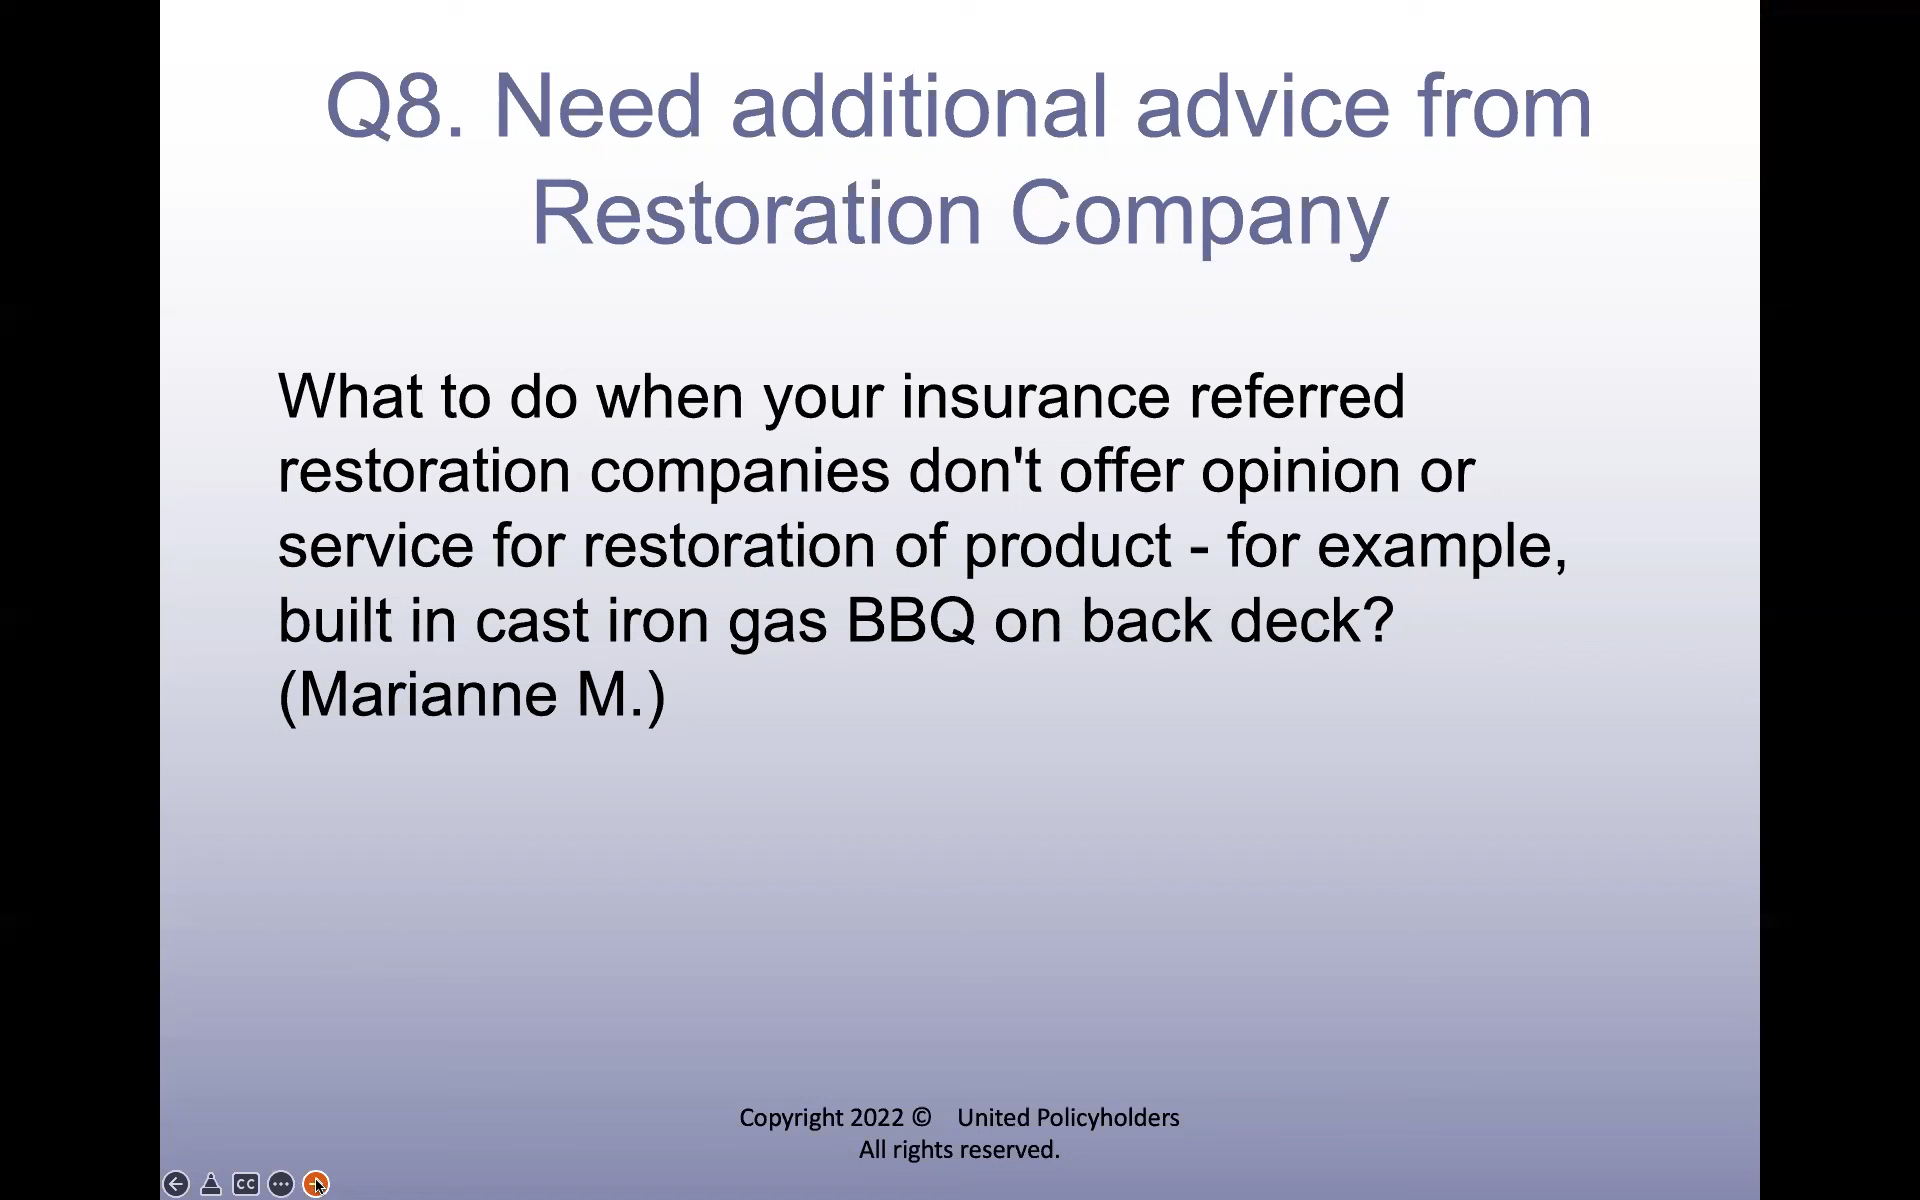 Q8. Need additional advice from
Restoration Company
What to do when your insurance referred
restoration companies don't offer opinion or
service for restoration of product - for example,
built in cast iron gas BBQ on back deck?
(Marianne M.)
Copyright 2022 © United Policyholders
All rights reserved.
CC